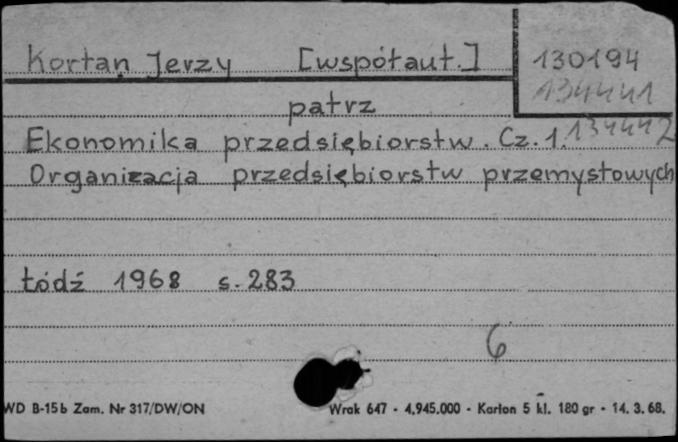 Kortan Jerzy [współaut.] 130194
134441
patrz
Ekonomika przedsiębiorstw. Cz. 1. 134442
Organizacja przedsiębiorstw przemysłowych
Łódź 1968 s. 283
6
WD B-15b Zam. Nr 317/DW/ON Wrak 647 - 4.945.000 - Karton 5 kl. 180 gr - 14. 3. 68.